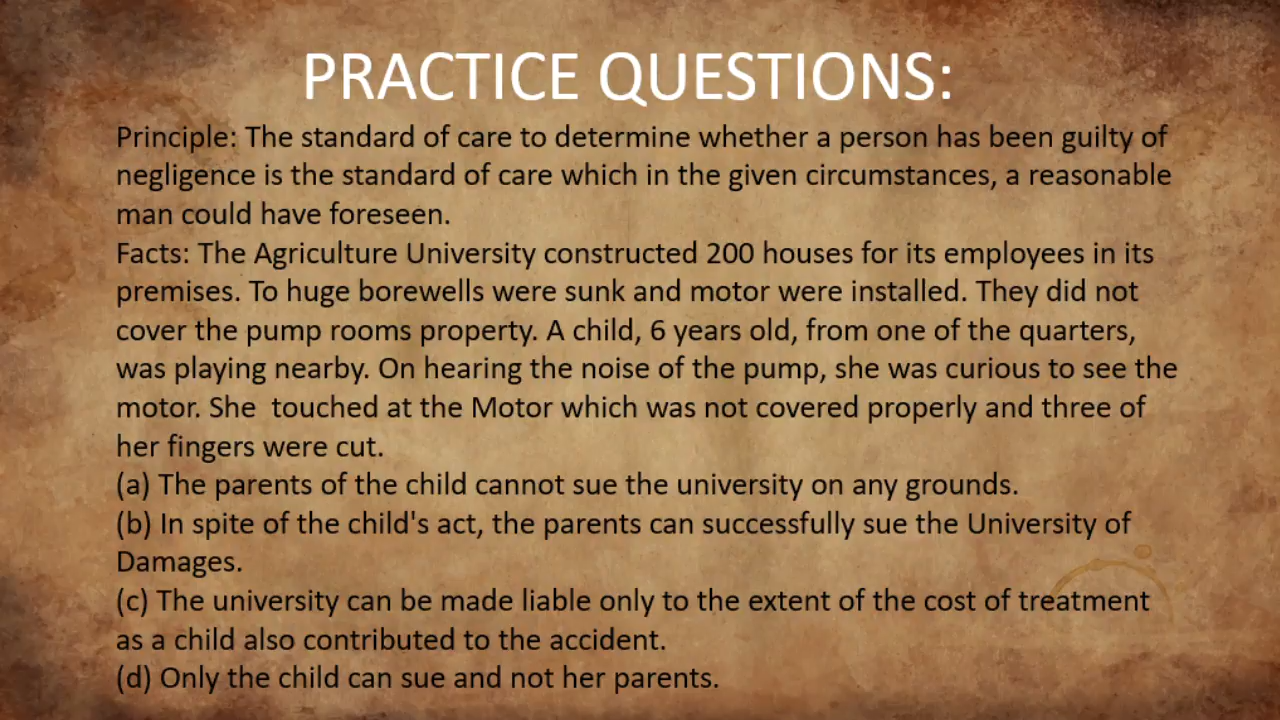 PRACTICE QUESTIONS:
Principle: The standard of care to determine whether a person has been guilty of
negligence is the standard of care which in the given circumstances, a reasonable
man could have foreseen.
Facts: The Agriculture University constructed 200 houses for its employees in its
premises. To huge borewells were sunk and motor were installed. They did not
cover the pump rooms property. A child, 6 years old, from one of the quarters,
was playing nearby. On hearing the noise of the pump, she was curious to see the
motor. She  touched at the Motor which was not covered properly and three of
her fingers were cut.
(a) The parents of the child cannot sue the university on any grounds.
(b) In spite of the child's act, the parents can successfully sue the University of
Damages.
(c) The university can be made liable only to the extent of the cost of treatment
as a child also contributed to the accident.
(d) Only the child can sue and not her parents.